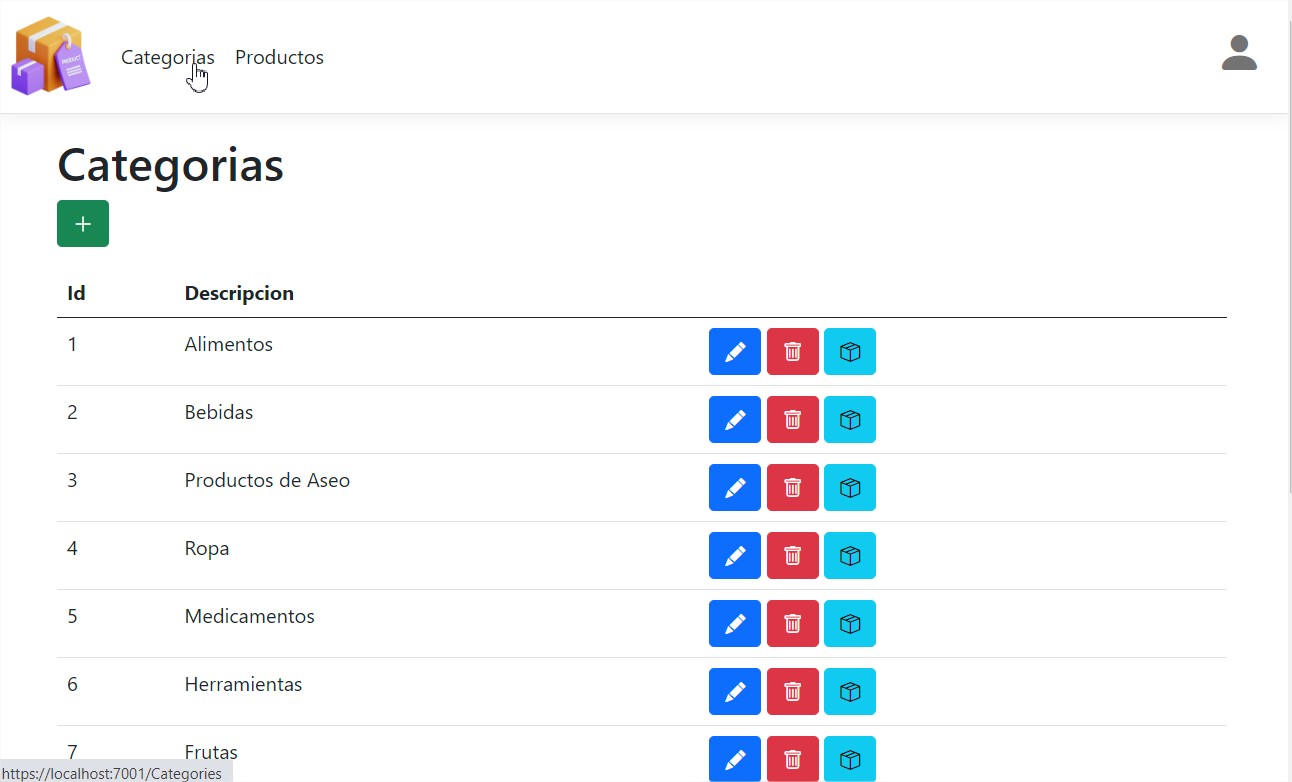 Categorias Productos
PRODUCT
Categorias
+
Id Descripcion
1 Alimentos
2 Bebidas
3 Productos de Aseo
4 Ropa
5 Medicamentos
6 Herramientas
7 Frutas
https://localhost:7001/Categories